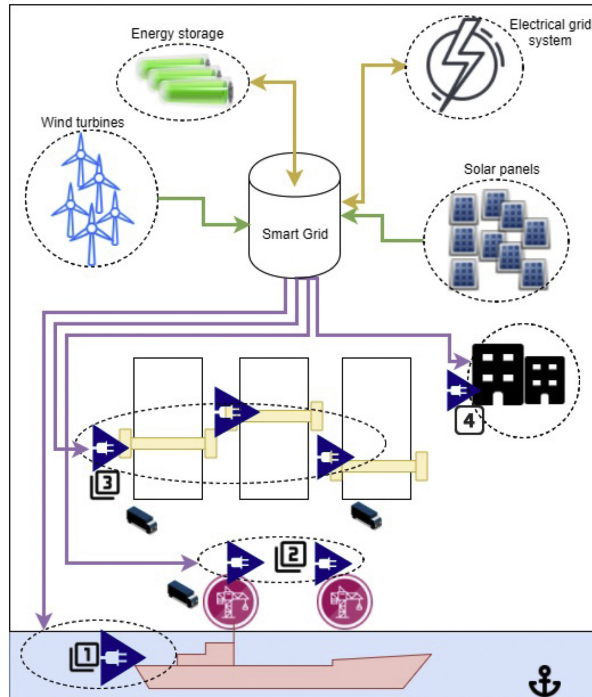 Energy storage
Electrical grid
system
Wind turbines
Solar panels
Smart Grid
4
3
2
1